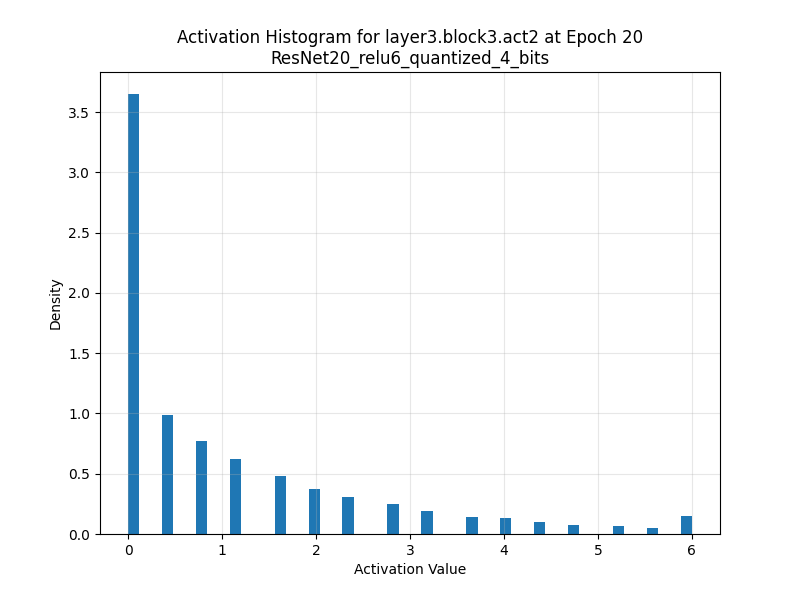 Activation Histogram for layer3.block3.act2 at Epoch 20
ResNet20_relu6_quantized_4_bits
3.5
3.0
2.5
2.0
1.5
1.0
0.5
0.0
Density
0 1 2 3 4 5 6
Activation Value